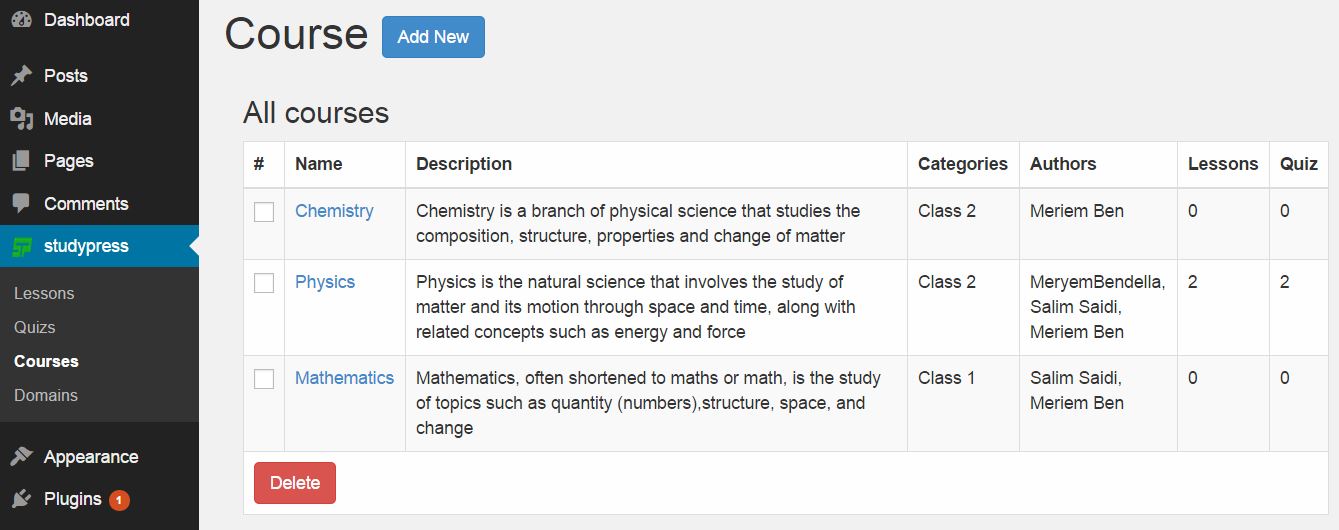 Dashboard
Posts
Media
Pages
Comments
studypress
Lessons
Quizs
Courses
Domains
Appearance
Plugins 1
Course Add New
All courses
# Name Description Categories Authors Lessons Quiz
Chemistry Chemistry is a branch of physical science that studies the Class 2 Meriem Ben 0 0
composition, structure, properties and change of matter
Physics Physics is the natural science that involves the study of Class 2 MeryemBendella, 2 2
matter and its motion through space and time, along with Salim Saidi,
related concepts such as energy and force Meriem Ben
Mathematics Mathematics, often shortened to maths or math, is the study Class 1 Salim Saidi, 0 0
of topics such as quantity (numbers),structure, space, and Meriem Ben
change
Delete